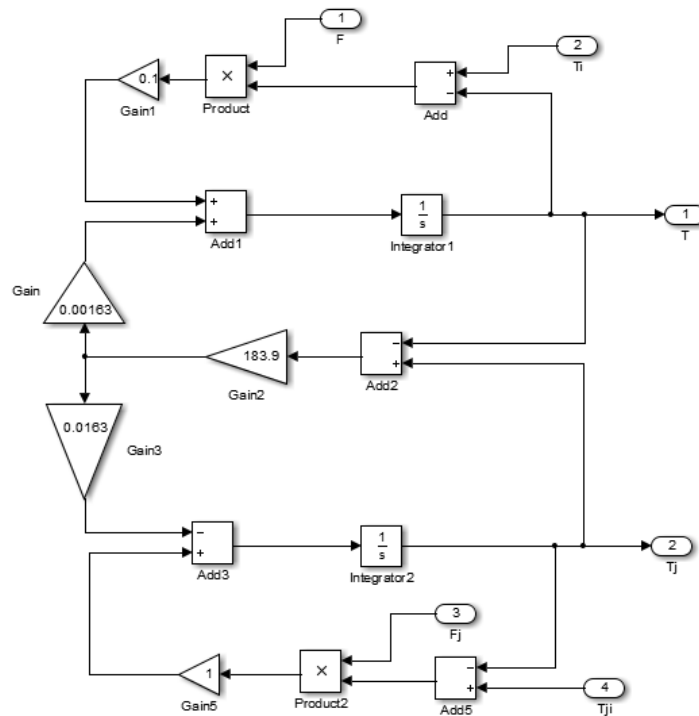 1
F
2
Ti
0.1
Gain1
×
Product
+
−
Add
+
+
Add1
1
s
Integrator1
1
T
Gain
0.00163
183.9
Gain2
−
+
Add2
0.0163
Gain3
−
+
Add3
1
s
Integrator2
2
Tj
3
Fj
1
Gain5
×
Product2
−
+
Add5
4
Tji